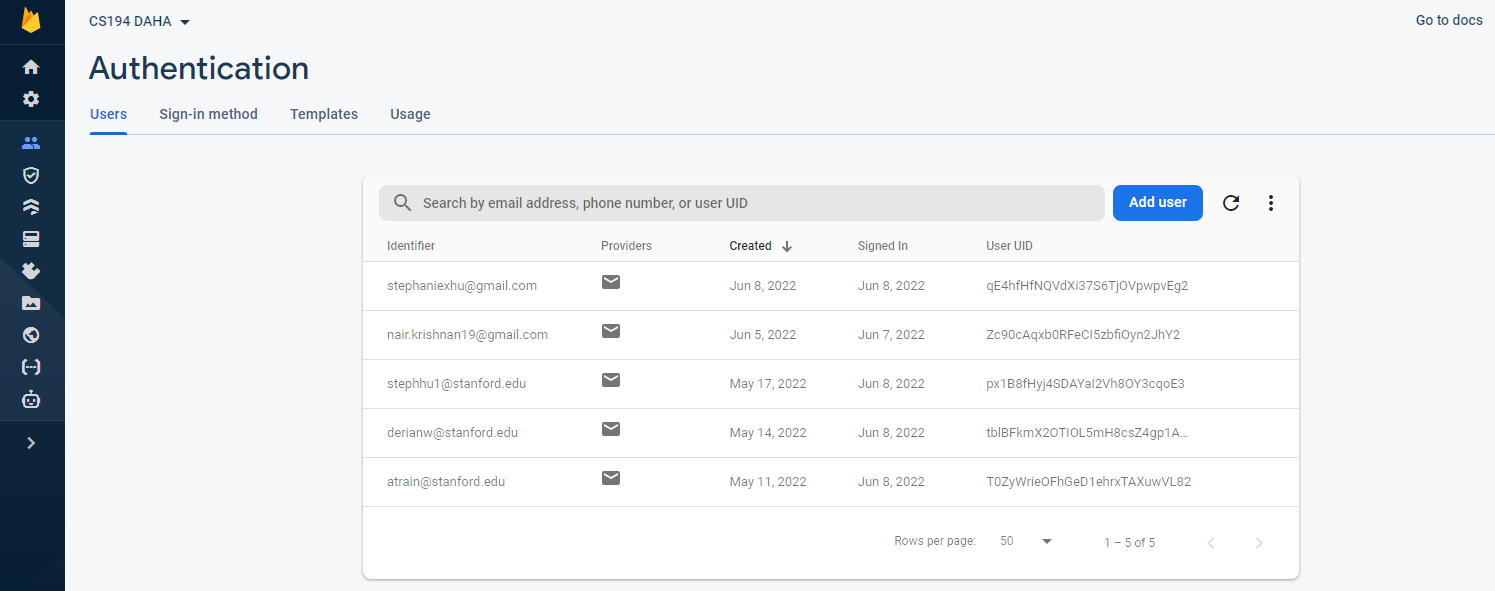 CS194 DAHA
Go to docs
Authentication
Users Sign-in method Templates Usage
Search by email address, phone number, or user UID Add user
Identifier Providers Created Signed In User UID
stephaniexhu@gmail.com Jun 8, 2022 Jun 8, 2022 qE4hfHfNQVdXi37S6TjOVpwpvEg2
nair.krishnan19@gmail.com Jun 5, 2022 Jun 7, 2022 Zc90cAqxb0RFeCI5zbfiOyn2JhY2
stephhu1@stanford.edu May 17, 2022 Jun 8, 2022 px1B8fHyj4SDAYaI2Vh8OY3cqoE3
derianw@stanford.edu May 14, 2022 Jun 8, 2022 tblBFkmX2OTIOL5mH8csZ4gp1A...
atrain@stanford.edu May 11, 2022 Jun 8, 2022 T0ZyWrieOFhGeD1ehrxTAXuwVL82
Rows per page: 50 1 – 5 of 5